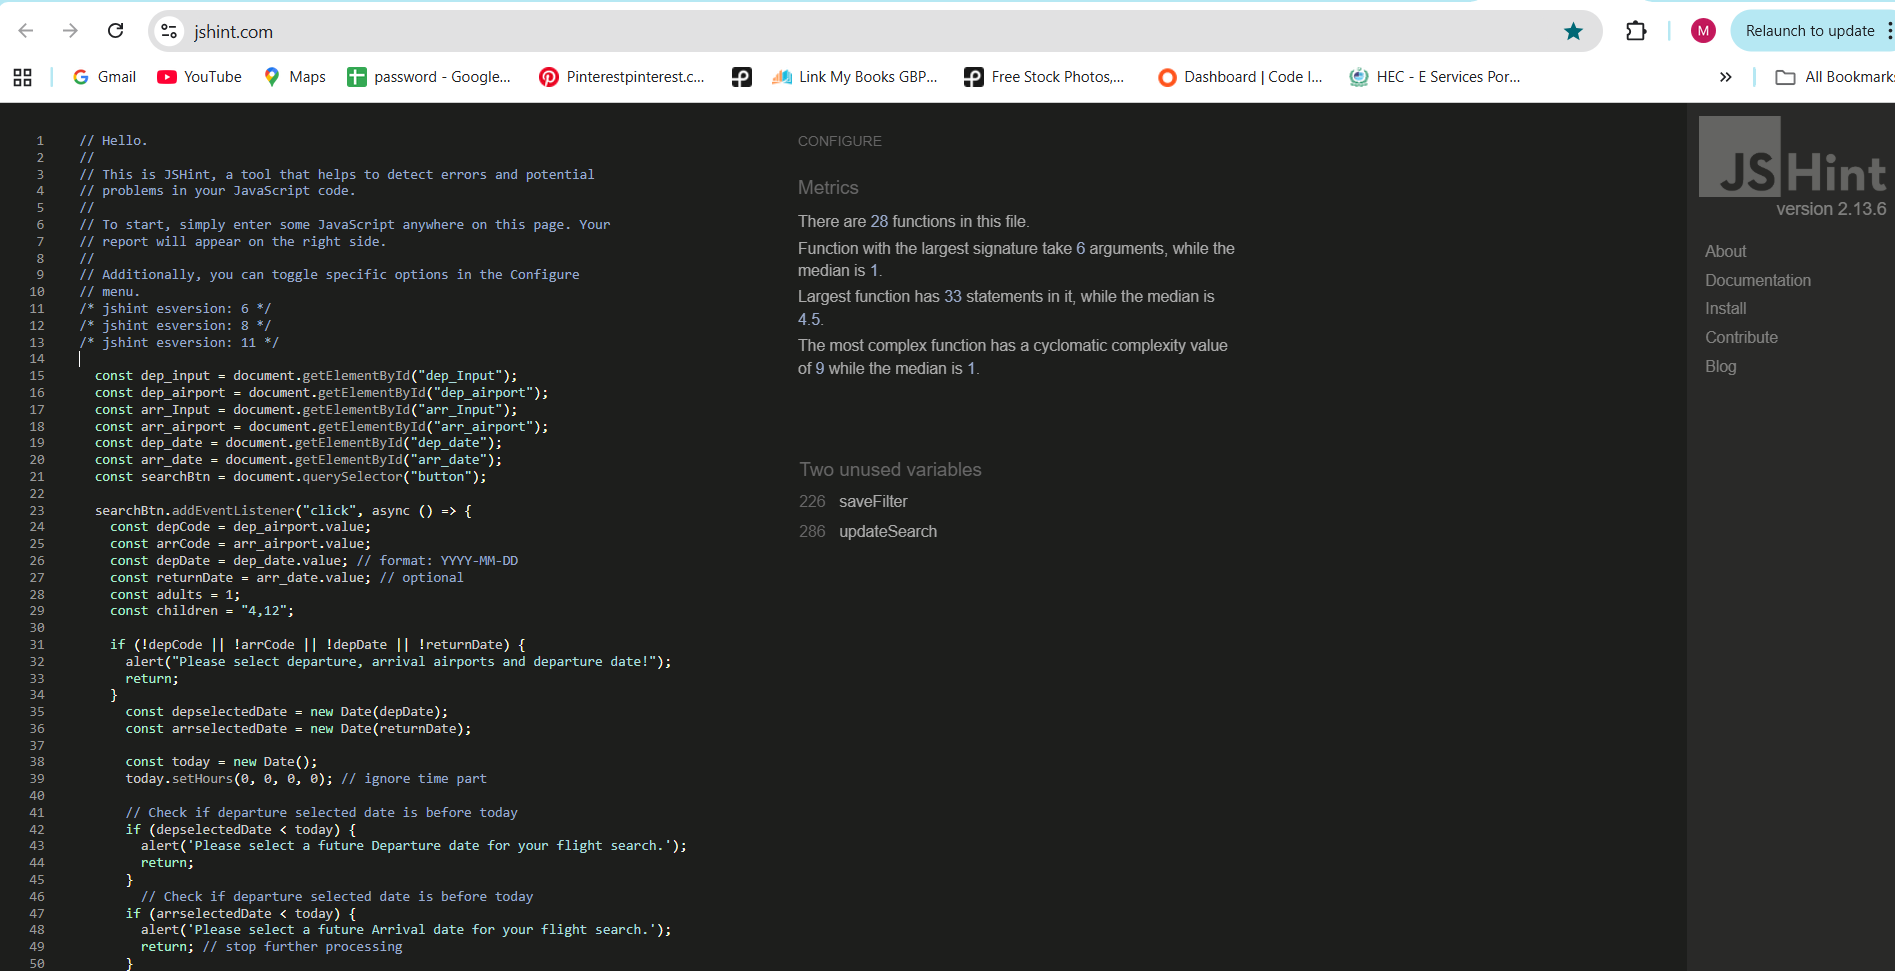 jshint.com
M
Relaunch to update
Gmail
YouTube
Maps
password - Google...
Pinterestpinterest.c...
Link My Books GBP...
Free Stock Photos,...
Dashboard | Code I...
HEC - E Services Por...
»
All Bookmark
1 // Hello.
2 //
3 // This is JSHint, a tool that helps to detect errors and potential
4 // problems in your JavaScript code.
5 //
6 // To start, simply enter some JavaScript anywhere on this page. Your
7 // report will appear on the right side.
8 //
9 // Additionally, you can toggle specific options in the Configure
10 // menu.
11 /* jshint esversion: 6 */
12 /* jshint esversion: 8 */
13 /* jshint esversion: 11 */
14
15 const dep_input = document.getElementById("dep_Input");
16 const dep_airport = document.getElementById("dep_airport");
17 const arr_Input = document.getElementById("arr_Input");
18 const arr_airport = document.getElementById("arr_airport");
19 const dep_date = document.getElementById("dep_date");
20 const arr_date = document.getElementById("arr_date");
21 const searchBtn = document.querySelector("button");
22
23 searchBtn.addEventListener("click", async () => {
24 const depCode = dep_airport.value;
25 const arrCode = arr_airport.value;
26 const depDate = dep_date.value; // format: YYYY-MM-DD
27 const returnDate = arr_date.value; // optional
28 const adults = 1;
29 const children = "4,12";
30
31 if (!depCode || !arrCode || !depDate || !returnDate) {
32 alert("Please select departure, arrival airports and departure date!");
33 return;
34 }
35 const depselectedDate = new Date(depDate);
36 const arrselectedDate = new Date(returnDate);
37
38 const today = new Date();
39 today.setHours(0, 0, 0, 0); // ignore time part
40
41 // Check if departure selected date is before today
42 if (depselectedDate < today) {
43 alert('Please select a future Departure date for your flight search.');
44 return;
45 }
46 // Check if departure selected date is before today
47 if (arrselectedDate < today) {
48 alert('Please select a future Arrival date for your flight search.');
49 return; // stop further processing
50 }
CONFIGURE
Metrics
There are 28 functions in this file.
Function with the largest signature take 6 arguments, while the
median is 1.
Largest function has 33 statements in it, while the median is
4.5.
The most complex function has a cyclomatic complexity value
of 9 while the median is 1.
Two unused variables
226 saveFilter
286 updateSearch
JSHint
version 2.13.6
About
Documentation
Install
Contribute
Blog